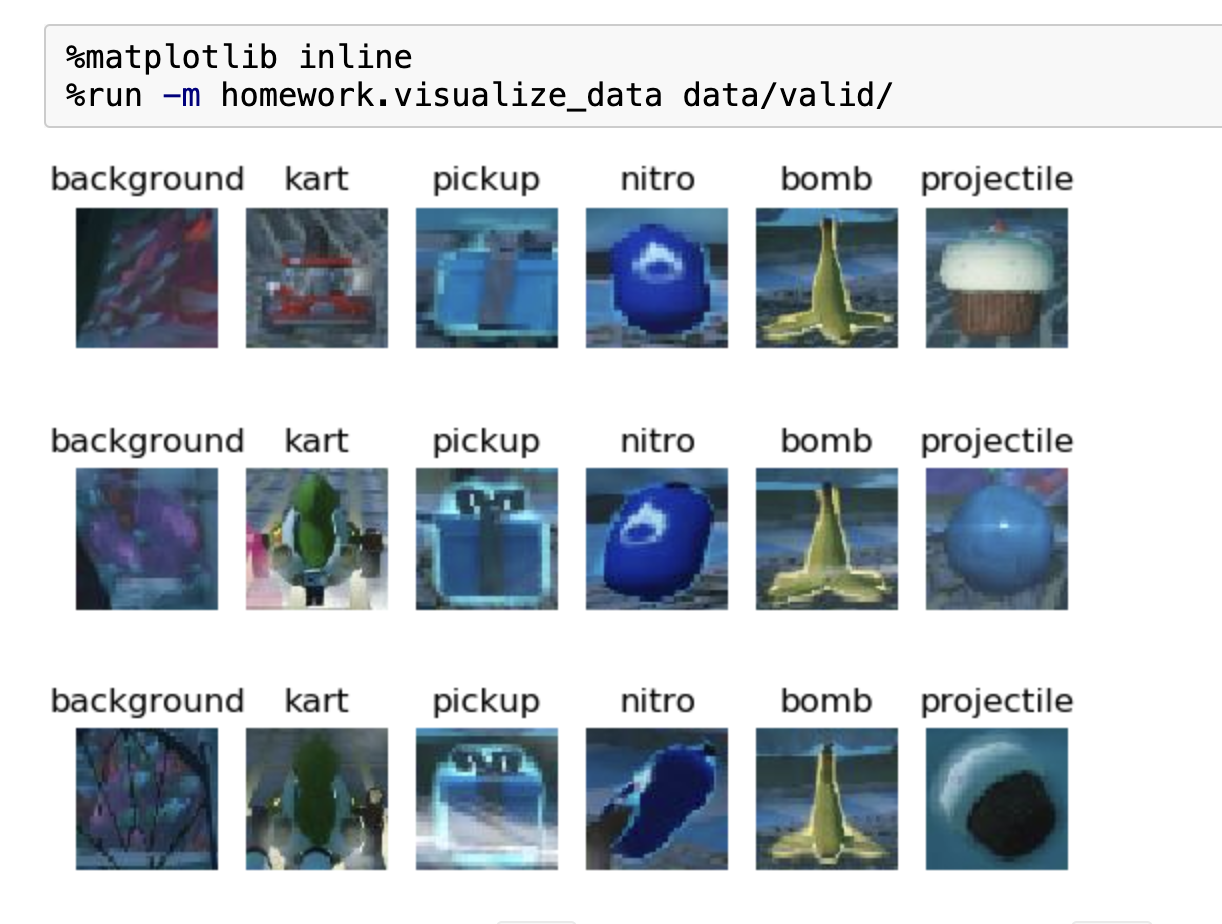 %matplotlib inline
%run -m homework.visualize_data data/valid/
background kart pickup nitro bomb projectile
background kart pickup nitro bomb projectile
background kart pickup nitro bomb projectile